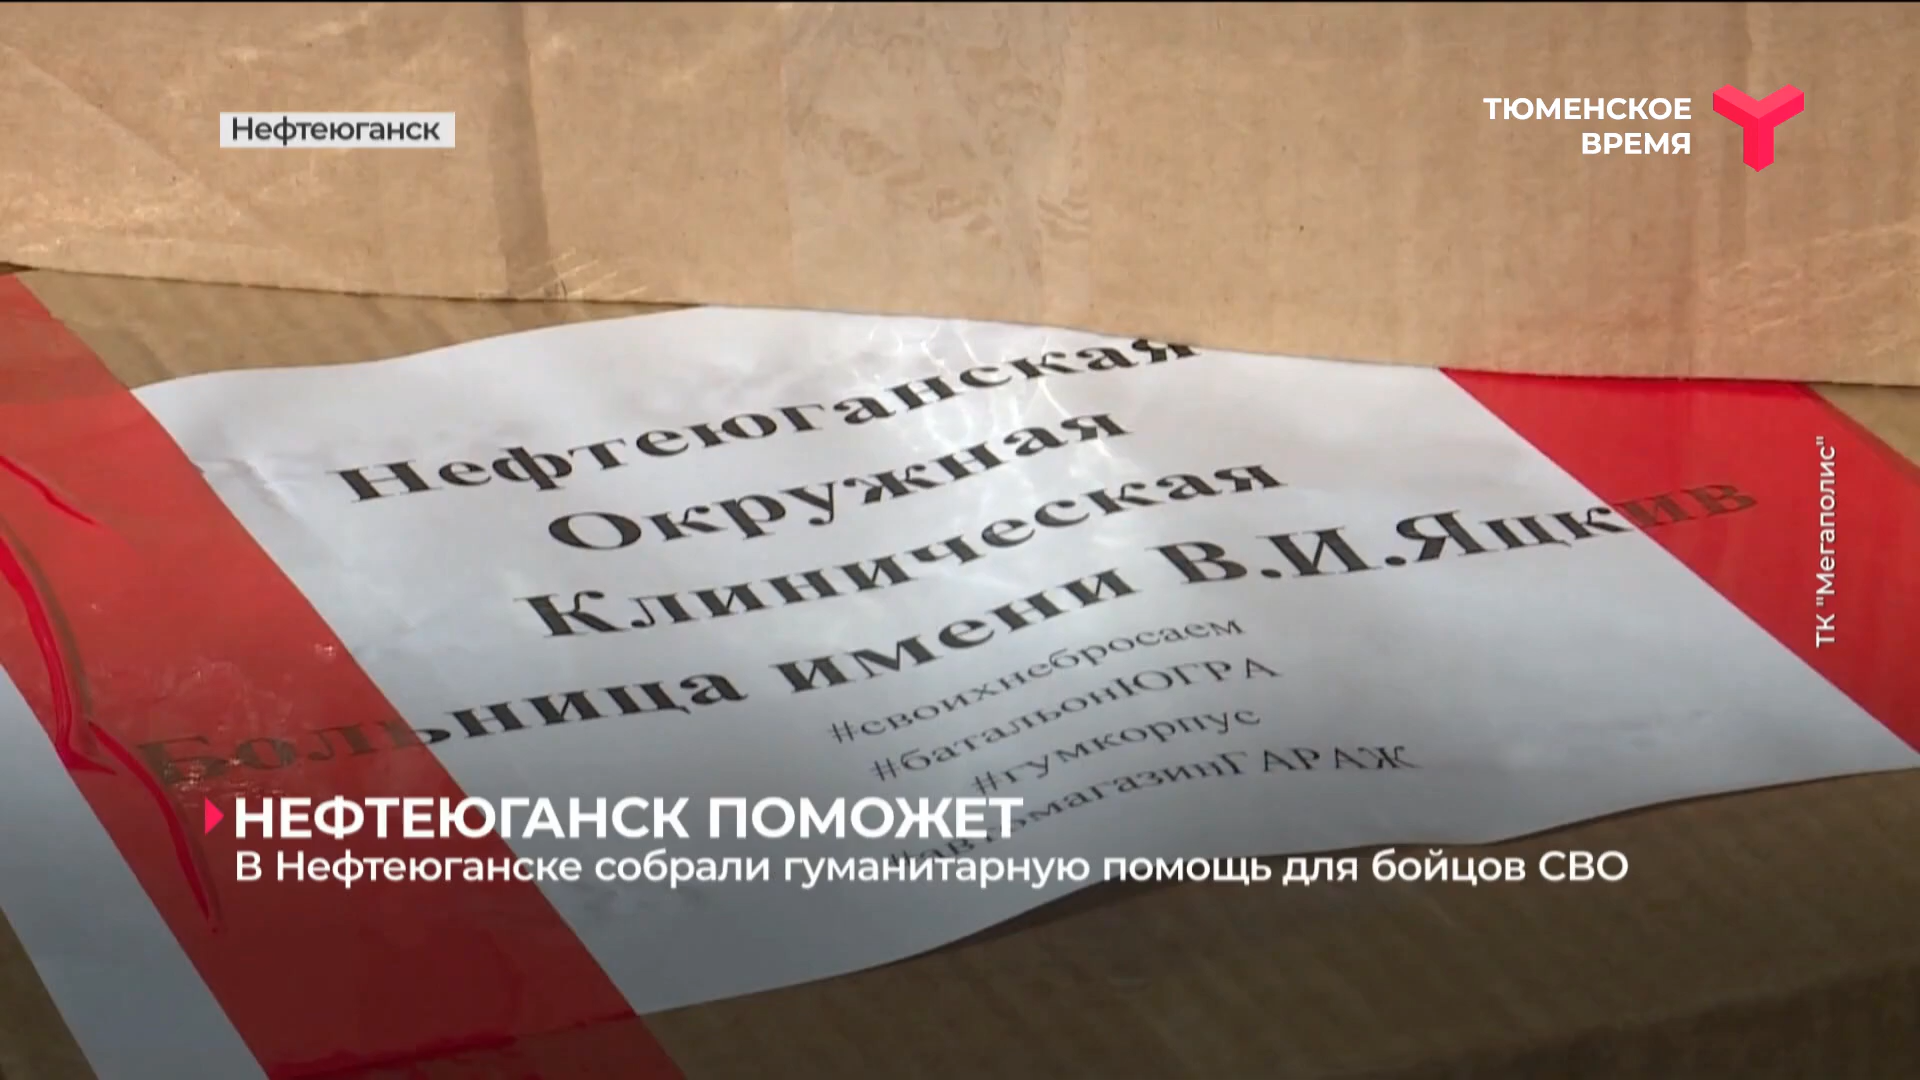 Нефтеюганск
ТЮМЕНСКОЕ
ВРЕМЯ
Нефтеюганская
Окружная
Клиническая
Больница имени В.И.Яцкив
#своихнебросаем
#батальонЮГРА
#гумкорпус
#автомагазинГАРАЖ
ТК "Мегаполис"
НЕФТЕЮГАНСК ПОМОЖЕТ
В Нефтеюганске собрали гуманитарную помощь для бойцов СВО